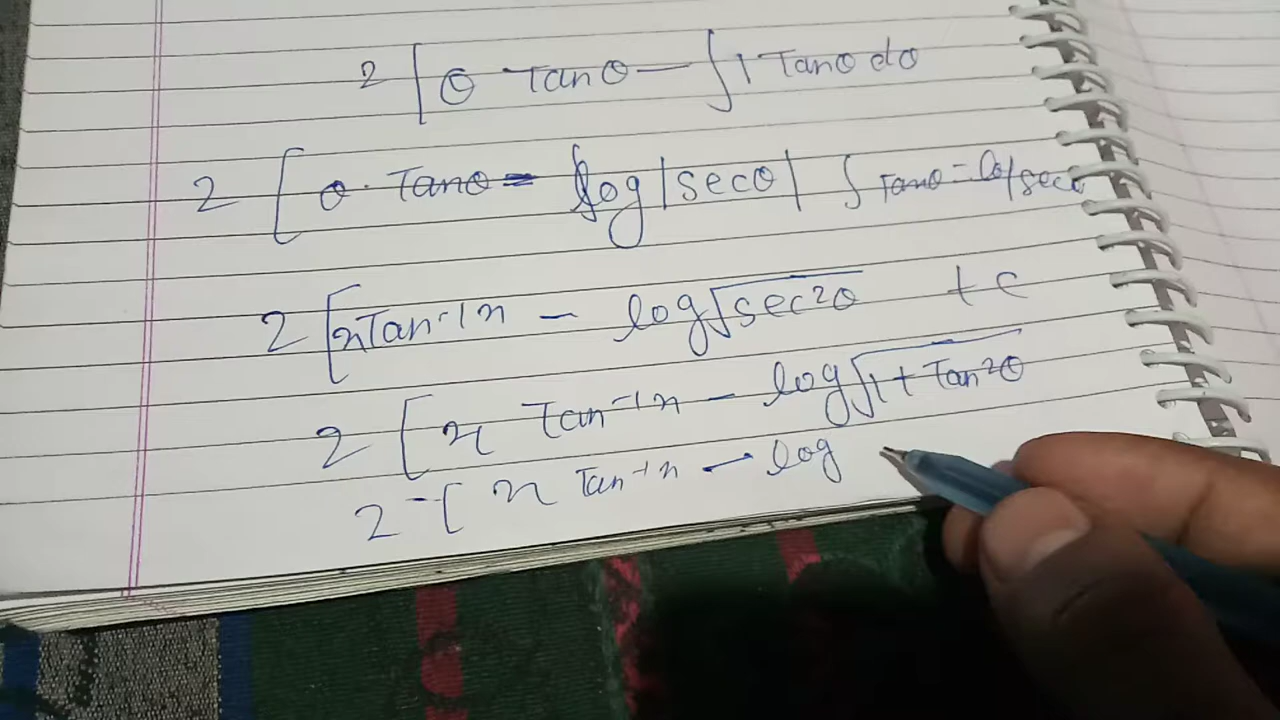 2 [ θ Tanθ — ∫ 1 Tanθ dθ
2 [ θ. Tanθ - log |secθ| ∫ Tanθ = log secθ
2 [ x Tan⁻¹x - log √sec²θ + c
2 [ x Tan⁻¹x - log √1 + Tan²θ
2 [ x Tan⁻¹x - log